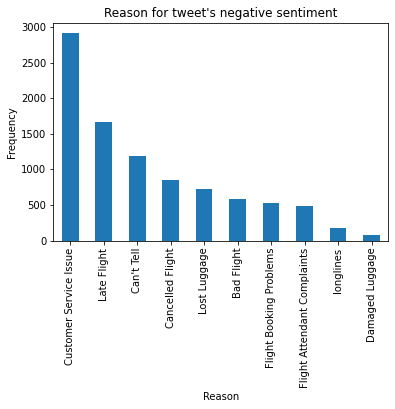 Reason for tweet's negative sentiment
Frequency
3000
2500
2000
1500
1000
500
0
Customer Service Issue
Late Flight
Can't Tell
Cancelled Flight
Lost Luggage
Bad Flight
Flight Booking Problems
Flight Attendant Complaints
longlines
Damaged Luggage
Reason